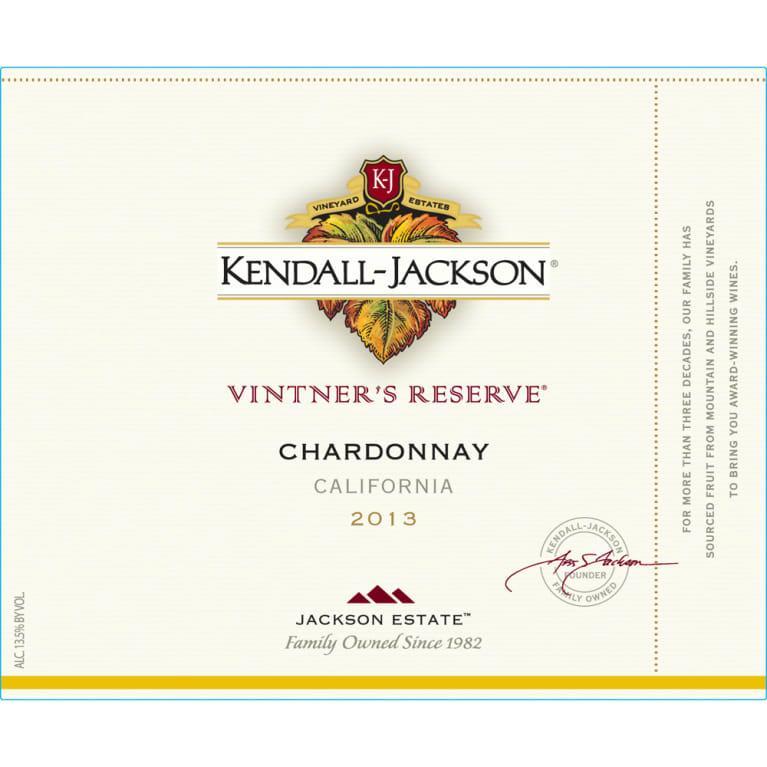 K-J
VINEYARD ESTATES
KENDALL-JACKSON®
VINTNER'S RESERVE®
CHARDONNAY
CALIFORNIA
2013
KENDALL-JACKSON
FOUNDER
FAMILY OWNED
JACKSON ESTATE™
Family Owned Since 1982
ALC. 13.5% BY VOL.
FOR MORE THAN THREE DECADES, OUR FAMILY HAS
SOURCED FRUIT FROM MOUNTAIN AND HILLSIDE VINEYARDS
TO BRING YOU AWARD-WINNING WINES.